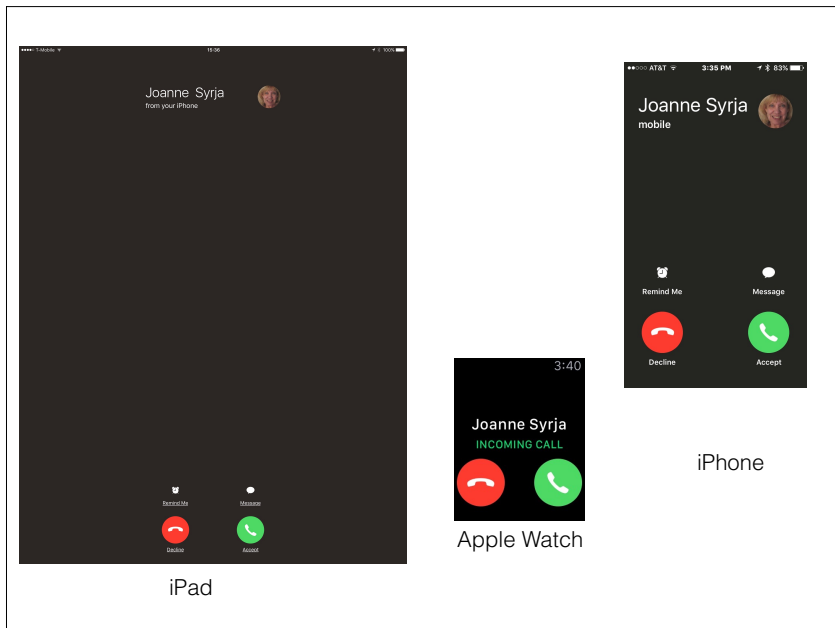 T-Mobile 15:36 100%
Joanne Syrja
from your iPhone
Remind Me Message
Decline Accept
iPad
3:40
Joanne Syrja
INCOMING CALL
Apple Watch
AT&T 3:35 PM 83%
Joanne Syrja
mobile
Remind Me Message
Decline Accept
iPhone